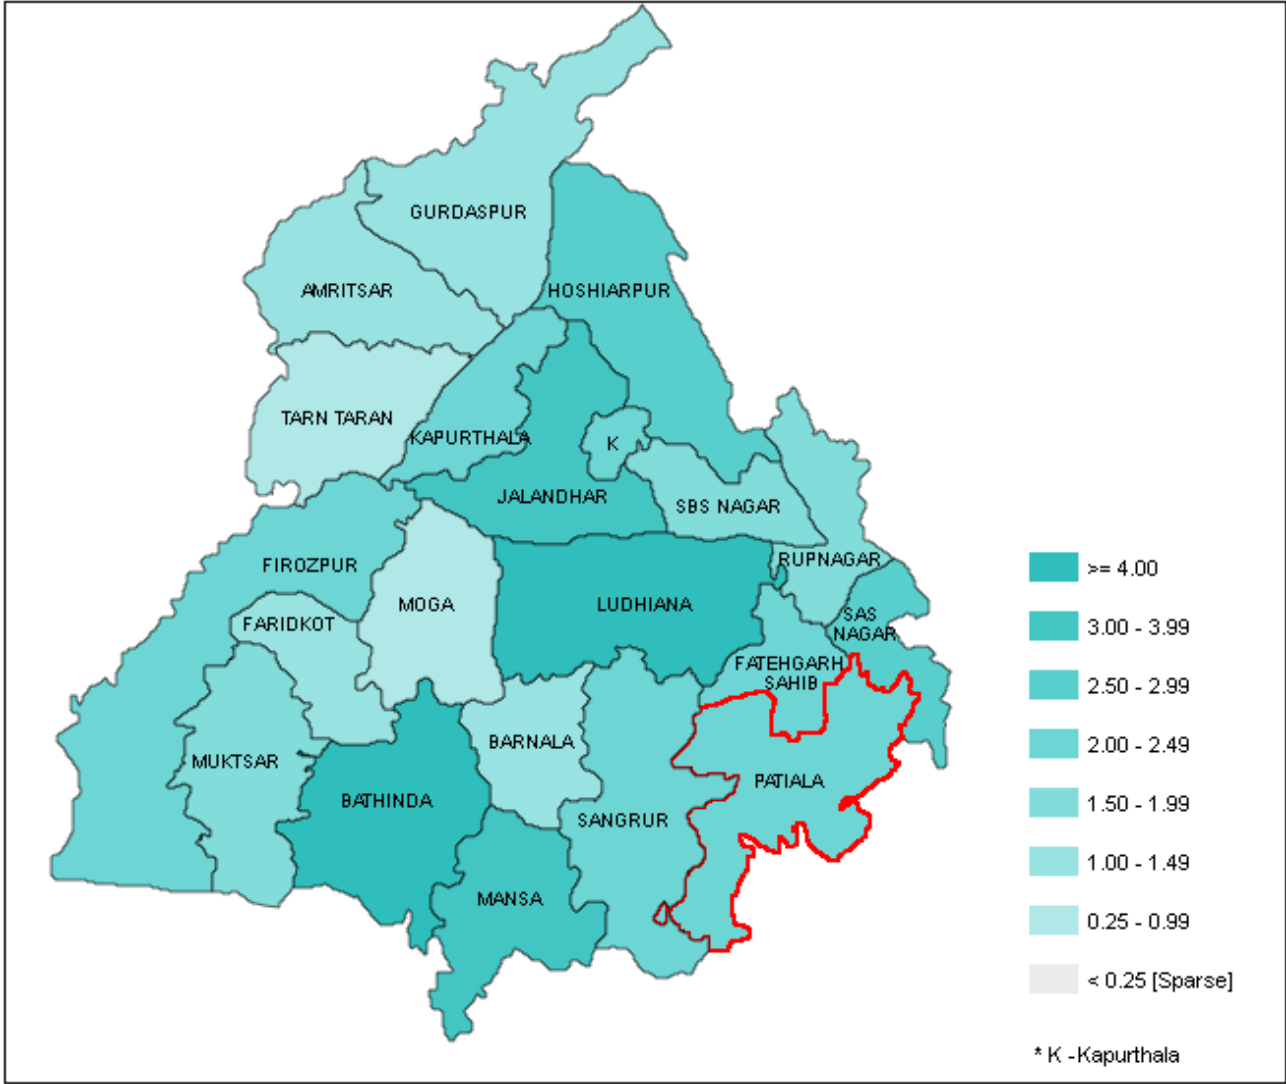 GURDASPUR
AMRITSAR
HOSHIARPUR
TARN TARAN
KAPURTHALA
K
JALANDHAR
SBS NAGAR
FIROZPUR
RUPNAGAR
MOGA
LUDHIANA
FARIDKOT
SAS
NAGAR
FATEHGARH
SAHIB
BARNALA
MUKTSAR
PATIALA
BATHINDA
SANGRUR
MANSA
>= 4.00
3.00 - 3.99
2.50 - 2.99
2.00 - 2.49
1.50 - 1.99
1.00 - 1.49
0.25 - 0.99
< 0.25 [Sparse]
* K -Kapurthala